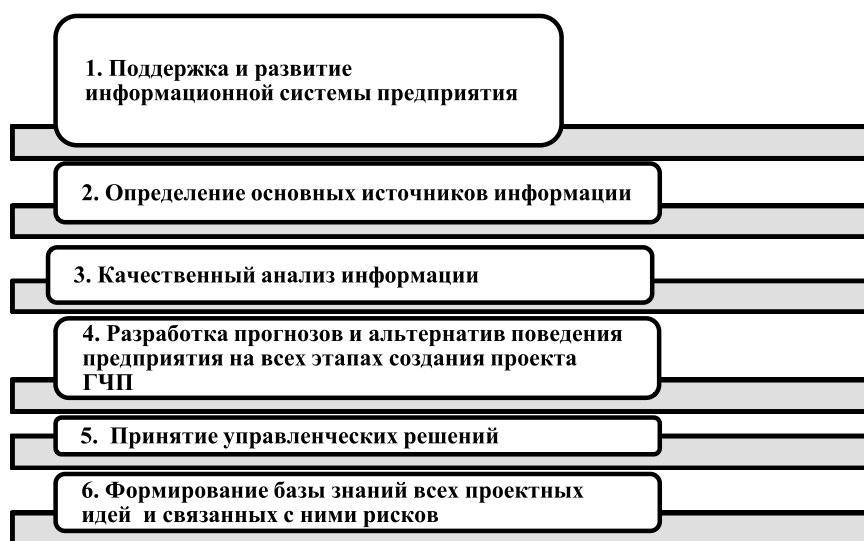 1. Поддержка и развитие
информационной системы предприятия
2. Определение основных источников информации
3. Качественный анализ информации
4. Разработка прогнозов и альтернатив поведения
предприятия на всех этапах создания проекта
ГЧП
5.  Принятие управленческих решений
6. Формирование базы знаний всех проектных
идей  и связанных с ними рисков